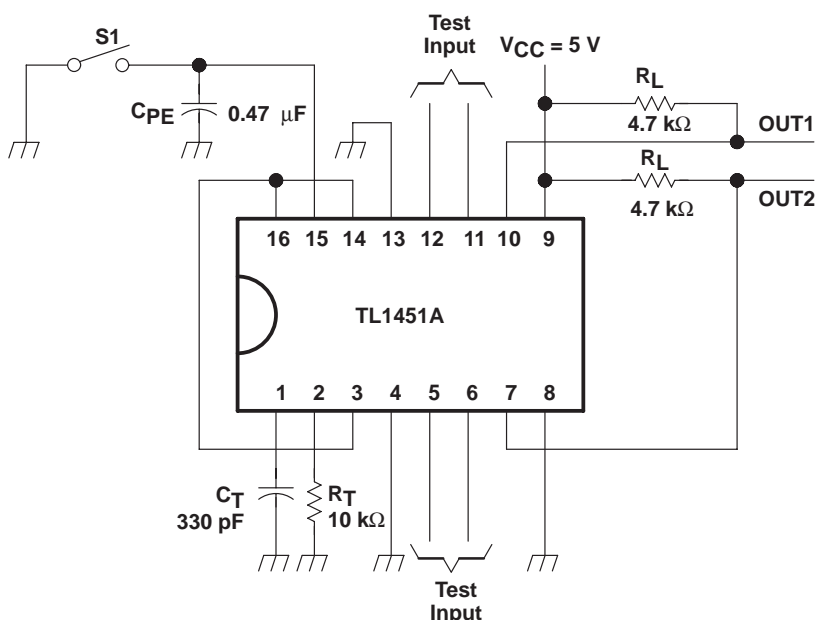 S1
Test
Input
VCC = 5 V
CPE
0.47 μF
RL
4.7 kΩ
OUT1
RL
4.7 kΩ
OUT2
16 15 14 13 12 11 10 9
TL1451A
1 2 3 4 5 6 7 8
CT
330 pF
RT
10 kΩ
Test
Input